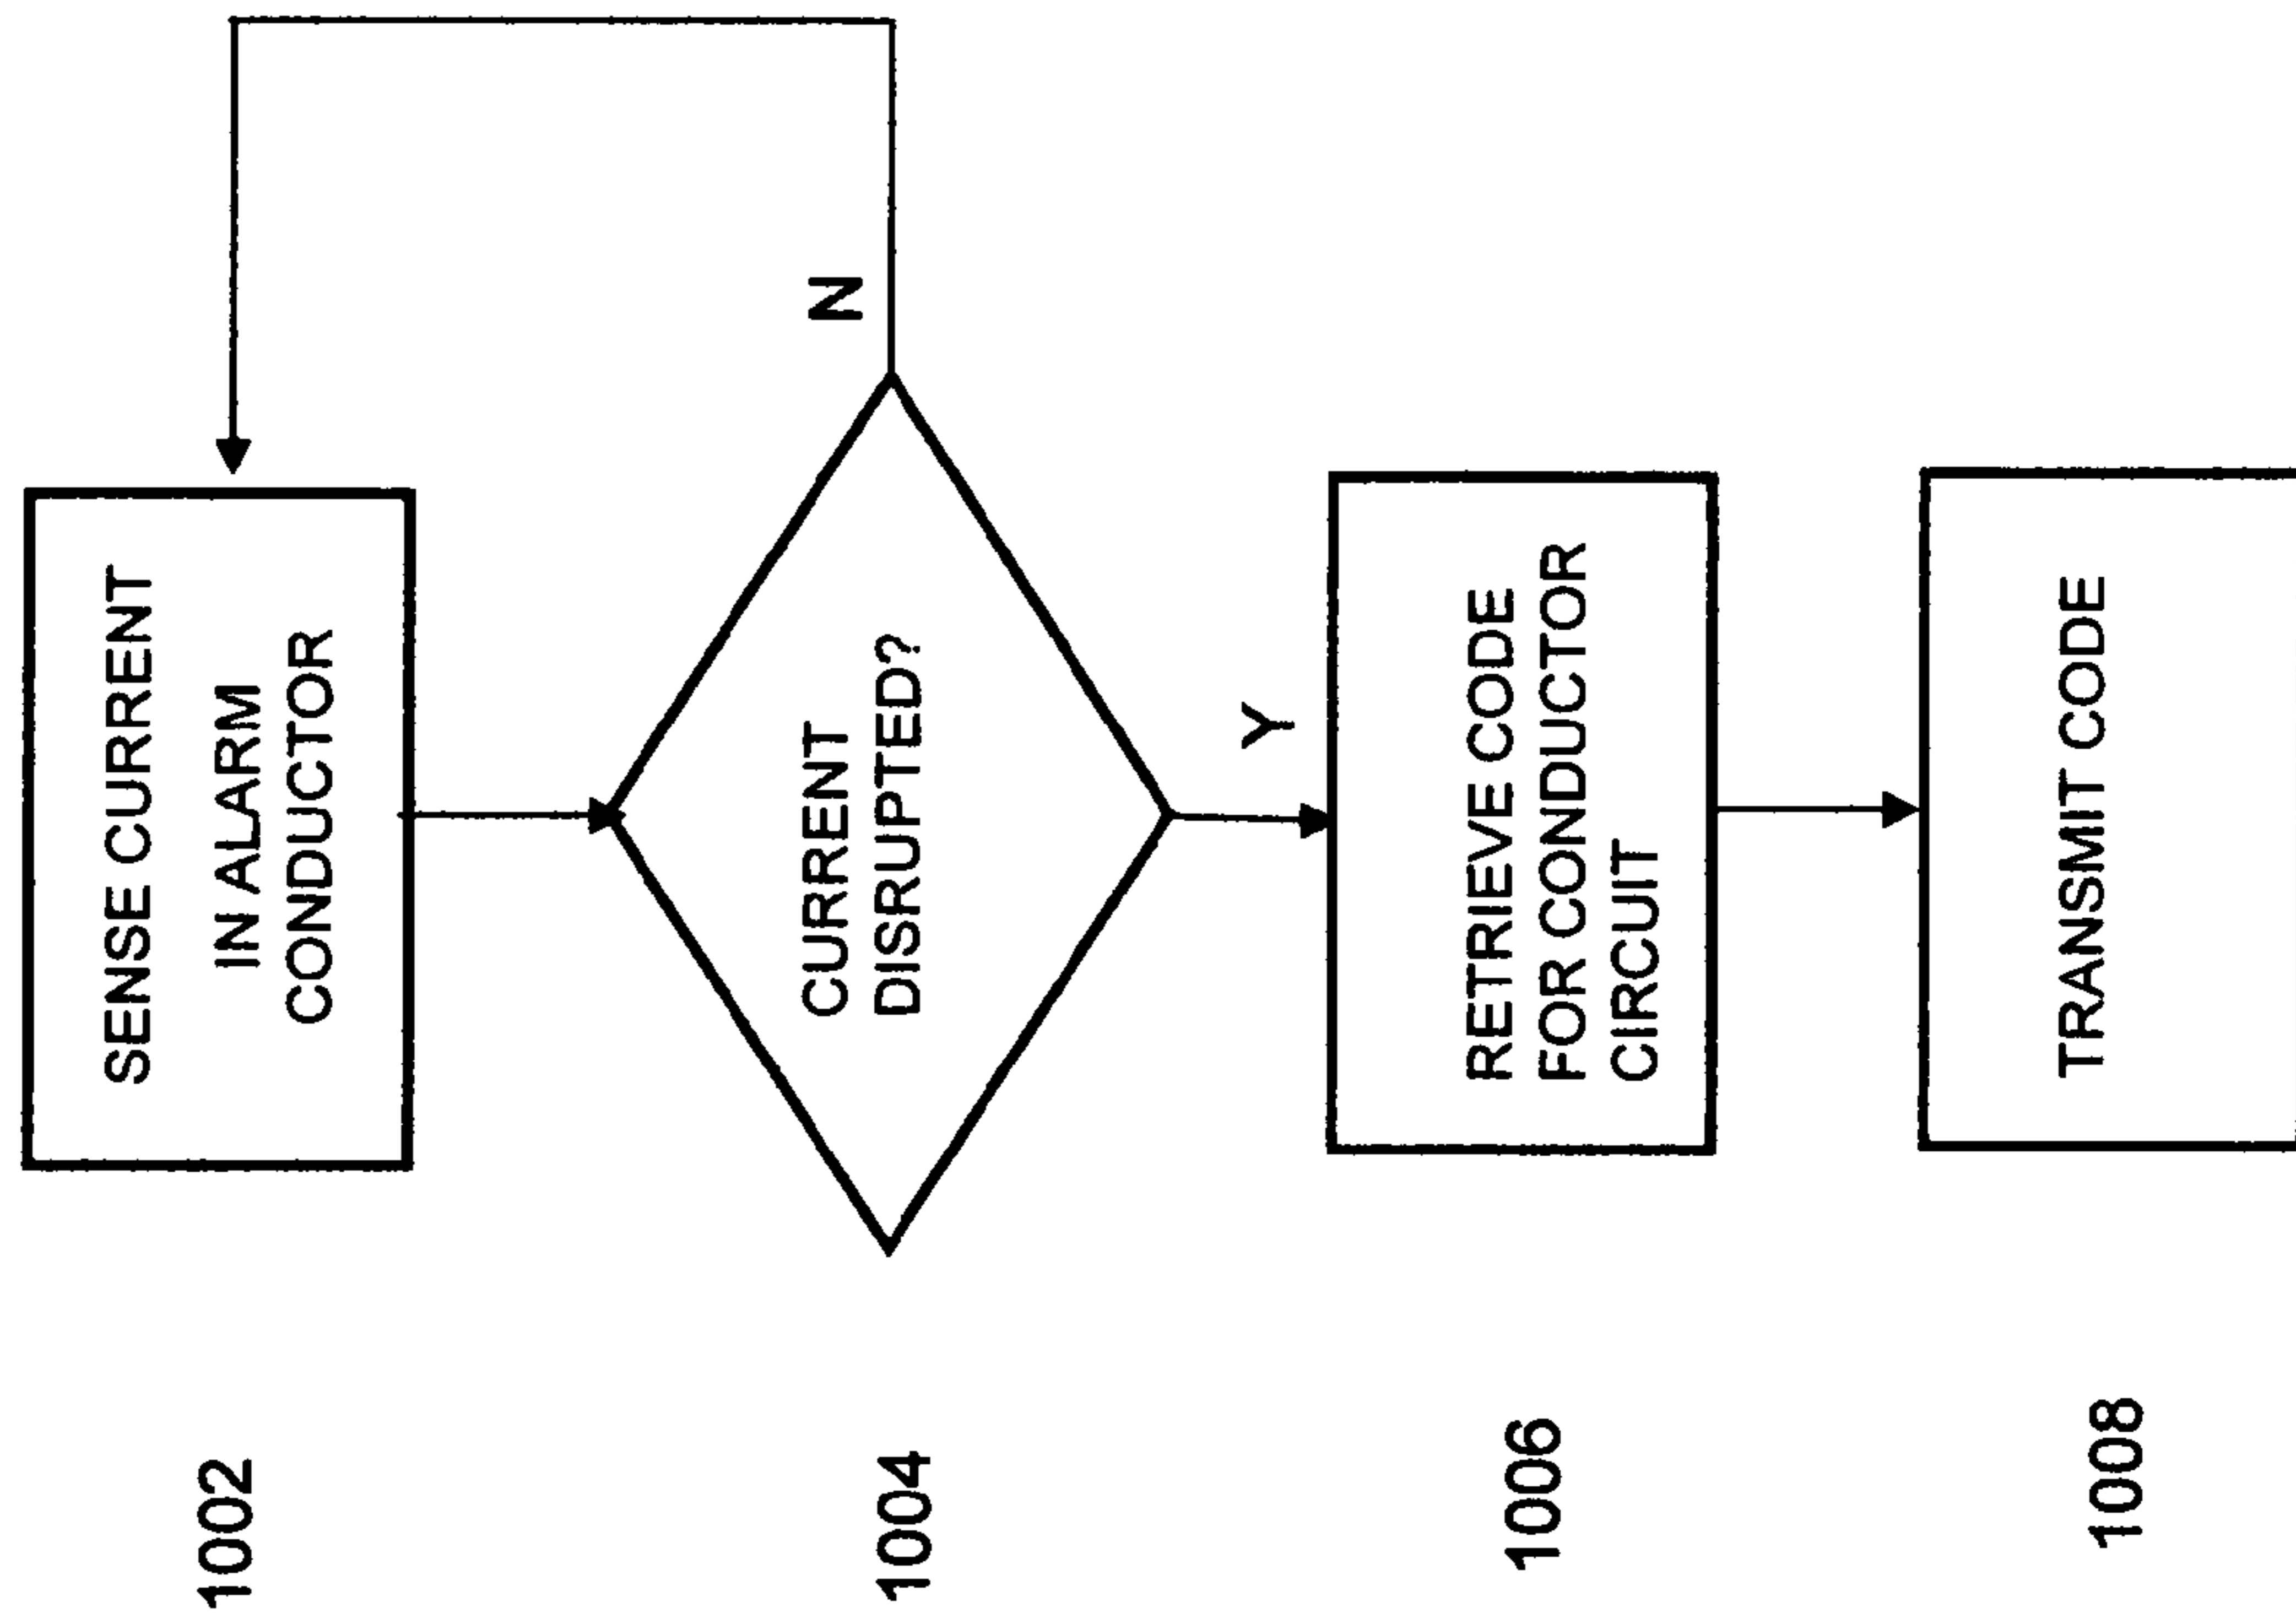 1002
SENSE CURRENT
IN ALARM
CONDUCTOR
1004
CURRENT
DISRUPTED?
N
Y
1006
RETRIEVE CODE
FOR CONDUCTOR
CIRCUIT
1008
TRANSMIT CODE